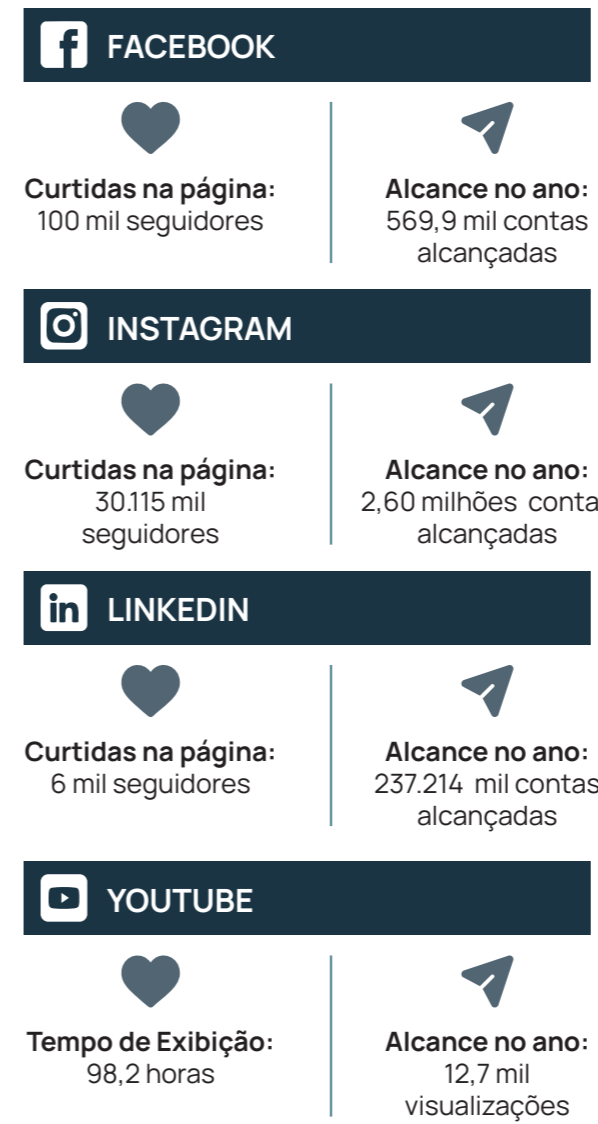 FACEBOOK
Curtidas na página:
100 mil seguidores
Alcance no ano:
569,9 mil contas
alcançadas
INSTAGRAM
Curtidas na página:
30.115 mil
seguidores
Alcance no ano:
2,60 milhões conta
alcançadas
in LINKEDIN
Curtidas na página:
6 mil seguidores
Alcance no ano:
237.214 mil contas
alcançadas
YOUTUBE
Tempo de Exibição:
98,2 horas
Alcance no ano:
12,7 mil
visualizações